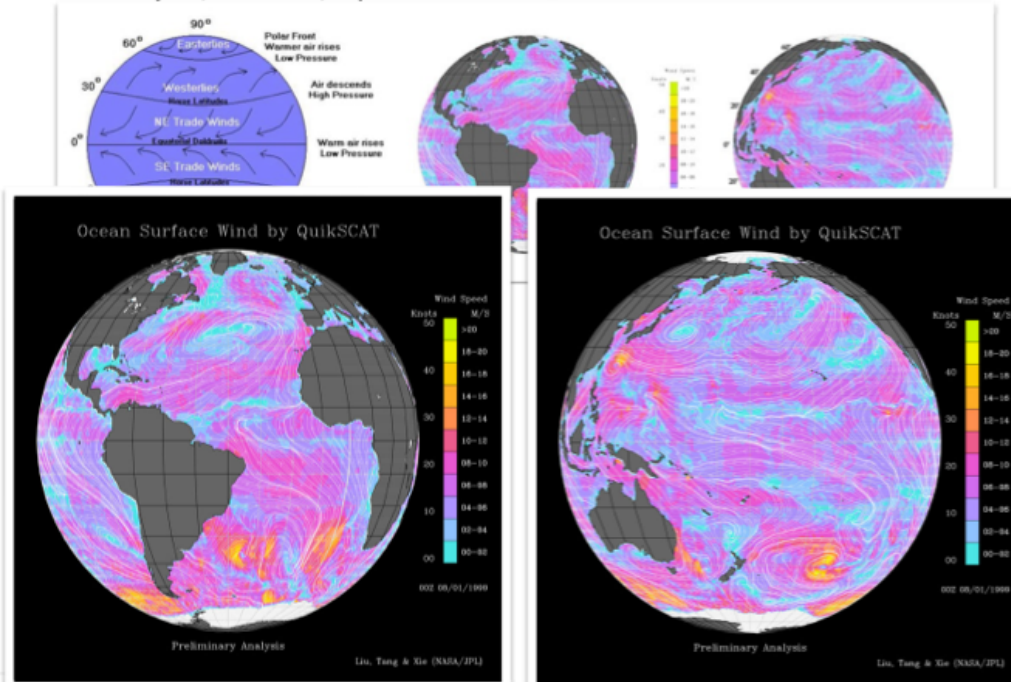 90°
60°
Easterlies
Polar Front
Warmer air rises
Low Pressure
30°
Westerlies
Horse Latitudes
Air descends
High Pressure
NE Trade Winds
0°
Equatorial Doldrums
Warm air rises
Low Pressure
SE Trade Winds
Horse Latitudes
Wind Speed
Knots M/S
Ocean Surface Wind by QuikSCAT
Wind Speed
Knots M/S
50
>20
18-20
40
16-18
14-16
12-14
30
10-12
08-10
20
06-08
04-06
10
02-04
00
00-02
00Z 08/01/1999
Preliminary Analysis
Liu, Tang & Xie (NASA/JPL)
Ocean Surface Wind by QuikSCAT
Wind Speed
Knots M/S
50
>20
18-20
40
16-18
14-16
12-14
30
10-12
08-10
20
06-08
04-06
10
02-04
00
00-02
00Z 08/01/1999
Preliminary Analysis
Liu, Tang & Xie (NASA/JPL)